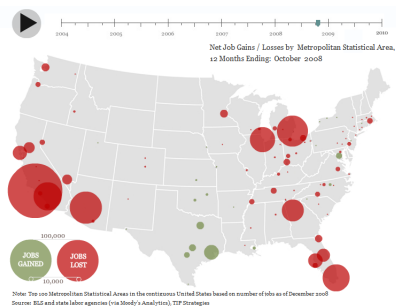 2004 2005 2006 2007 2008 2009 2010
Net Job Gains / Losses by Metropolitan Statistical Area,
12 Months Ending: October 2008
100,000
JOBS GAINED
JOBS LOST
10,000
Note: Top 100 Metropolitan Statistical Areas in the continuous United States based on number of jobs as of December 2008
Source: BLS and state labor agencies (via Moody's Analytics), TIP Strategies